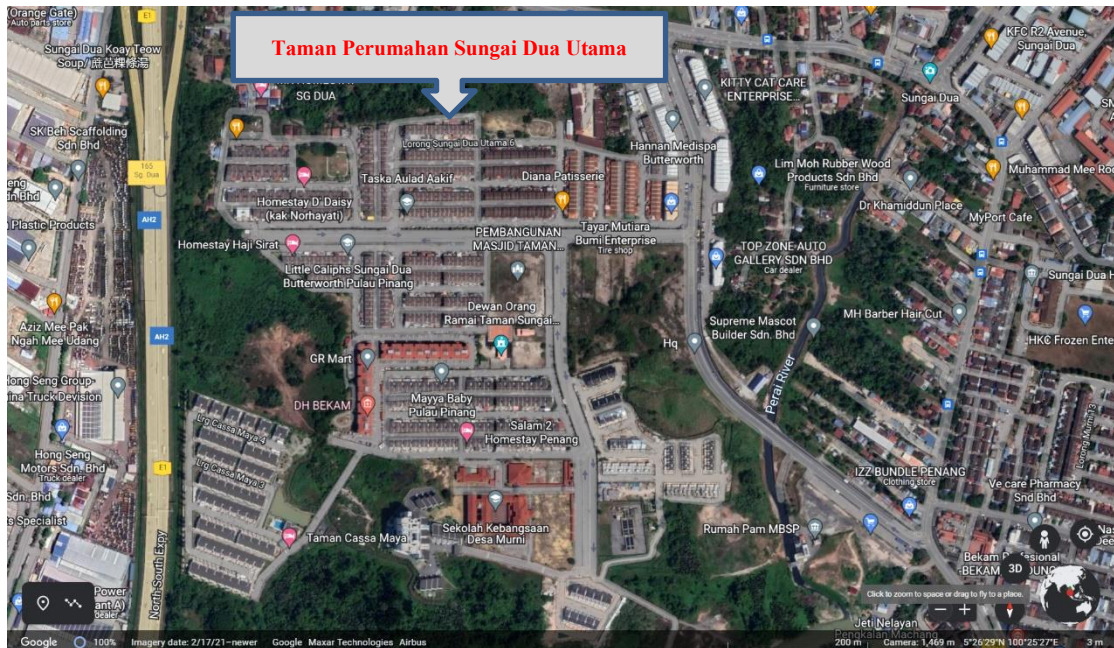 (Orange Gate)
Auto parts store
E1
Sungai Dua Koay Teow
Soup/ 蔗芭粿條湯
Taman Perumahan Sungai Dua Utama
SG DUA
KFC R2 Avenue,
Sungai Dua
KITTY CAT CARE
ENTERPRISE...
Sungai Dua
SK Beh Scaffolding
Sdn Bhd
Lorong Sungai Dua Utama 6
Hannan Medispa
Butterworth
165
Sg. Dua
Taska Aulad Aakif
Diana Patisserie
Lim Moh Rubber Wood
Products Sdn Bhd
Furniture store
Muhammad Mee Roj
Homestay D' Daisy
(kak Norhayati)
Dr Khamiddun Place
AH2
Plastic Products
PEMBANGUNAN
MASJID TAMAN...
Tayar Mutiara
Bumi Enterprise
Tire shop
MyPort Cafe
Homestay Haji Sirat
TOP ZONE AUTO
GALLERY SDN BHD
Car dealer
Little Caliphs Sungai Dua
Butterworth Pulau Pinang
Sungai Dua H
Dewan Orang
Ramai Taman Sungai...
Supreme Mascot
Builder Sdn. Bhd
MH Barber Hair Cut
Aziz Mee Pak
Ngah Mee Udang
AH2
Hq
HKC Frozen Ente
GR Mart
Hong Seng Group-
ina Truck Devision
Mayya Baby
Pulau Pinang
Perai River
DH BEKAM
Salam 2
Homestay Penang
Lrg Cassa Maya 4
Lorong Murni 13
Hong Seng
Motors Sdn. Bhd
Truck dealer
E1
Lrg Cassa Maya 3
IZZ BUNDLE PENANG
Clothing store
Ve care Pharmacy
Snd Bhd
Sdn. Bhd
s Specialist
Taman Cassa Maya
Sekolah Kebangsaan
Desa Murni
Rumah Pam MBSP
North-South Expy
3D
Click to zoom to space or drag to fly to a place.
Power
ant A)
dealer
Jeti Nelayan
Pengkalan Machang
Google 100% Imagery date: 2/17/21–newer Google Maxar Technologies Airbus 200 m Camera: 1,469 m 5°26'29"N 100°25'27"E 3 m